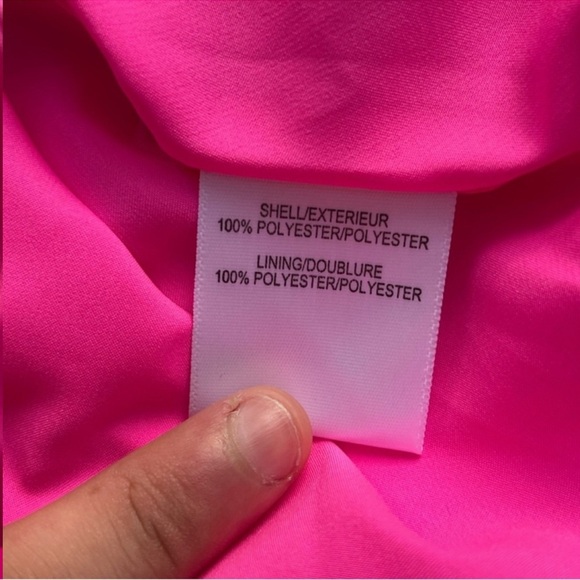 SHELL/EXTERIEUR
100% POLYESTER/POLYESTER
LINING/DOUBLURE
100% POLYESTER/POLYESTER